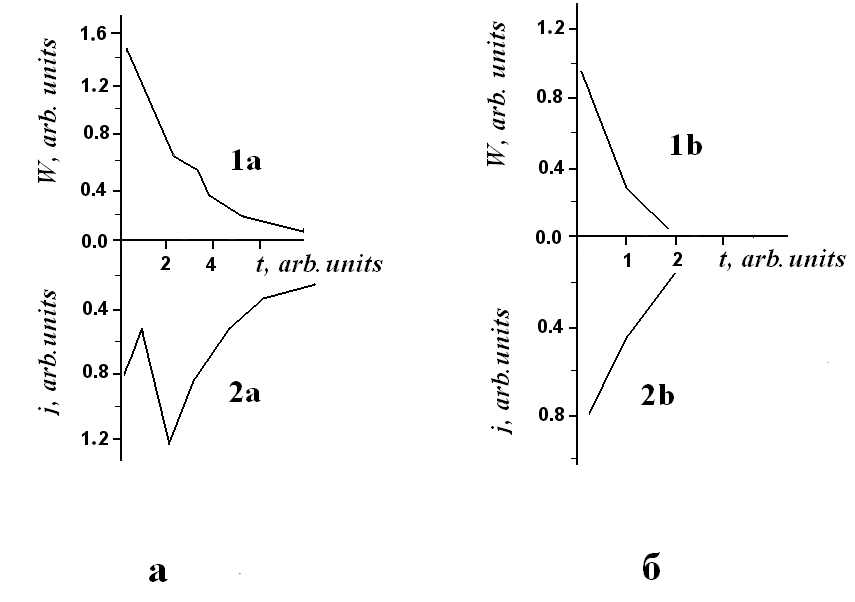 W, arb. units
1.6
1.2
0.8
0.4
0.0
1a
2
4
t, arb. units
j, arb.units
0.4
0.8
1.2
2a
a
W, arb. units
1.2
0.8
0.4
0.0
1b
1
2
t, arb. units
j, arb.units
0.4
0.8
2b
б